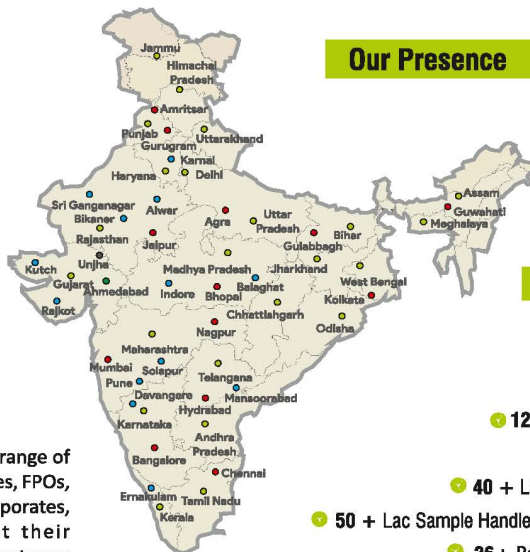 Our Presence
Jammu
Himachal
Pradesh
Amritsar
Punjab
Uttarakhand
Gurugram
Karnal
Haryana
Delhi
Sri Ganganagar
Alwar
Bikaner
Agra
Uttar
Pradesh
Rajasthan
Jaipur
Gulabbagh
Bihar
Assam
Guwahati
Meghalaya
Unjha
Kutch
Madhya Pradesh
Jharkhand
Gujarat
Ahmedabad
Indore
Bhopal
Balaghat
West Bengal
Rajkot
Chhattishgarh
Kolkata
Nagpur
Odisha
Maharashtra
Mumbai
Solapur
Telangana
Pune
Davangere
Mansoorabad
Hydrabad
Karnataka
Andhra
Pradesh
Bangalore
Chennai
Ernakulam
Tamil Nadu
Kerala
range of
es, FPOs,
porates,
t their
12
40 + L
50 + Lac Sample Handle